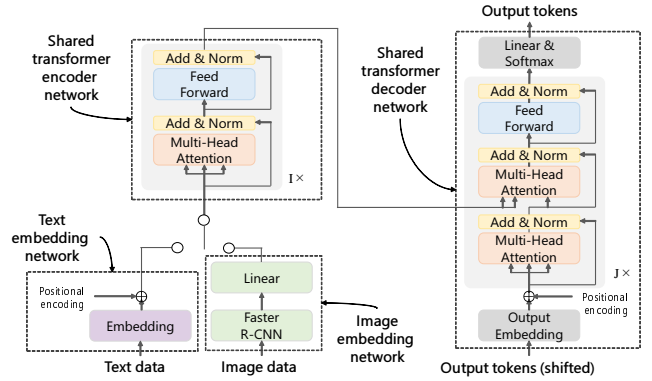 Output tokens
Shared
transformer
encoder
network
Add & Norm
Feed
Forward
Add & Norm
Multi-Head
Attention
I×
Shared
transformer
decoder
network
Linear &
Softmax
Add & Norm
Feed
Forward
Add & Norm
Multi-Head
Attention
Add & Norm
Multi-Head
Attention
J×
Positional
encoding
Output
Embedding
Output tokens (shifted)
Text
embedding
network
Positional
encoding
Embedding
Text data
Linear
Faster
R-CNN
Image data
Image
embedding
network